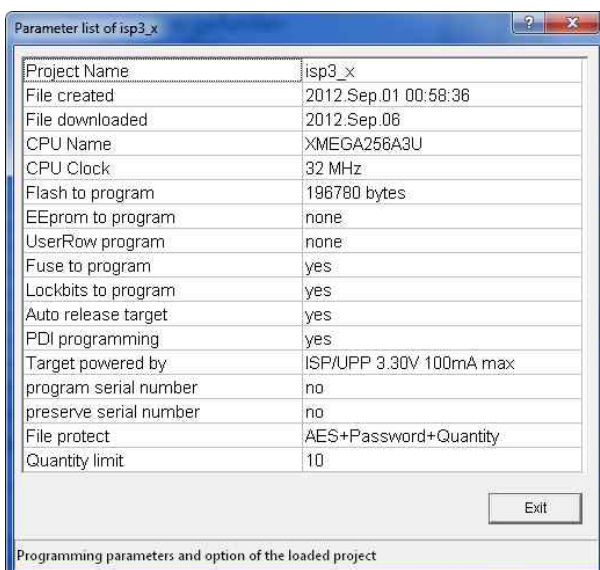 Parameter list of isp3_x
Project Name isp3_x
File created 2012.Sep.01 00:58:36
File downloaded 2012.Sep.06
CPU Name XMEGA256A3U
CPU Clock 32 MHz
Flash to program 196780 bytes
EEprom to program none
UserRow program none
Fuse to program yes
Lockbits to program yes
Auto release target yes
PDI programming yes
Target powered by ISP/UPP 3.30V 100mA max
program serial number no
preserve serial number no
File protect AES+Password+Quantity
Quantity limit 10
Exit
Programming parameters and option of the loaded project